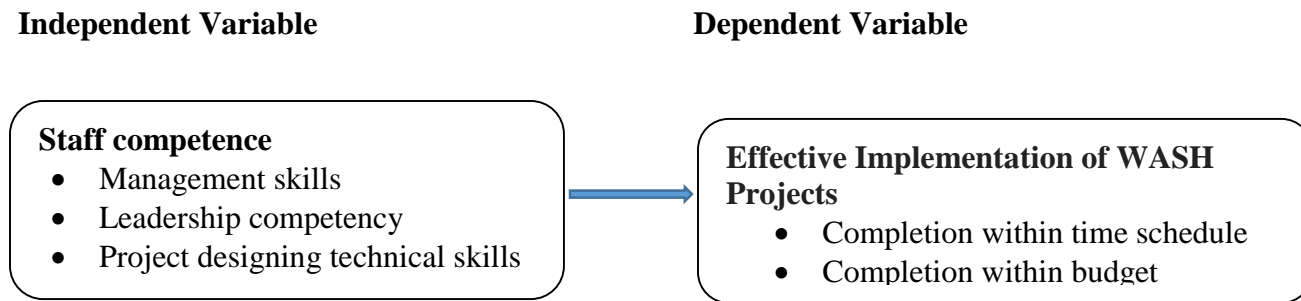 Independent Variable
Dependent Variable
Staff competence
• Management skills
• Leadership competency
• Project designing technical skills
Effective Implementation of WASH
Projects
• Completion within time schedule
• Completion within budget